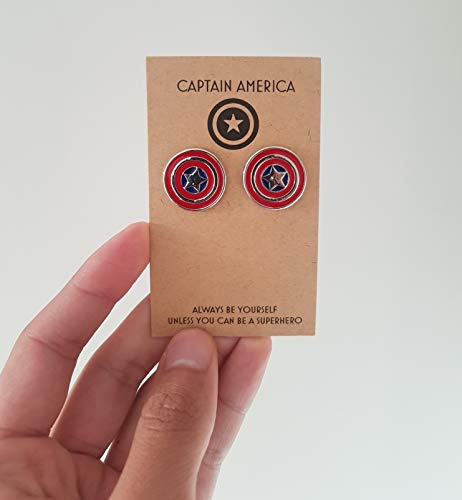 CAPTAIN AMERICA
ALWAYS BE YOURSELF
UNLESS YOU CAN BE A SUPERHERO